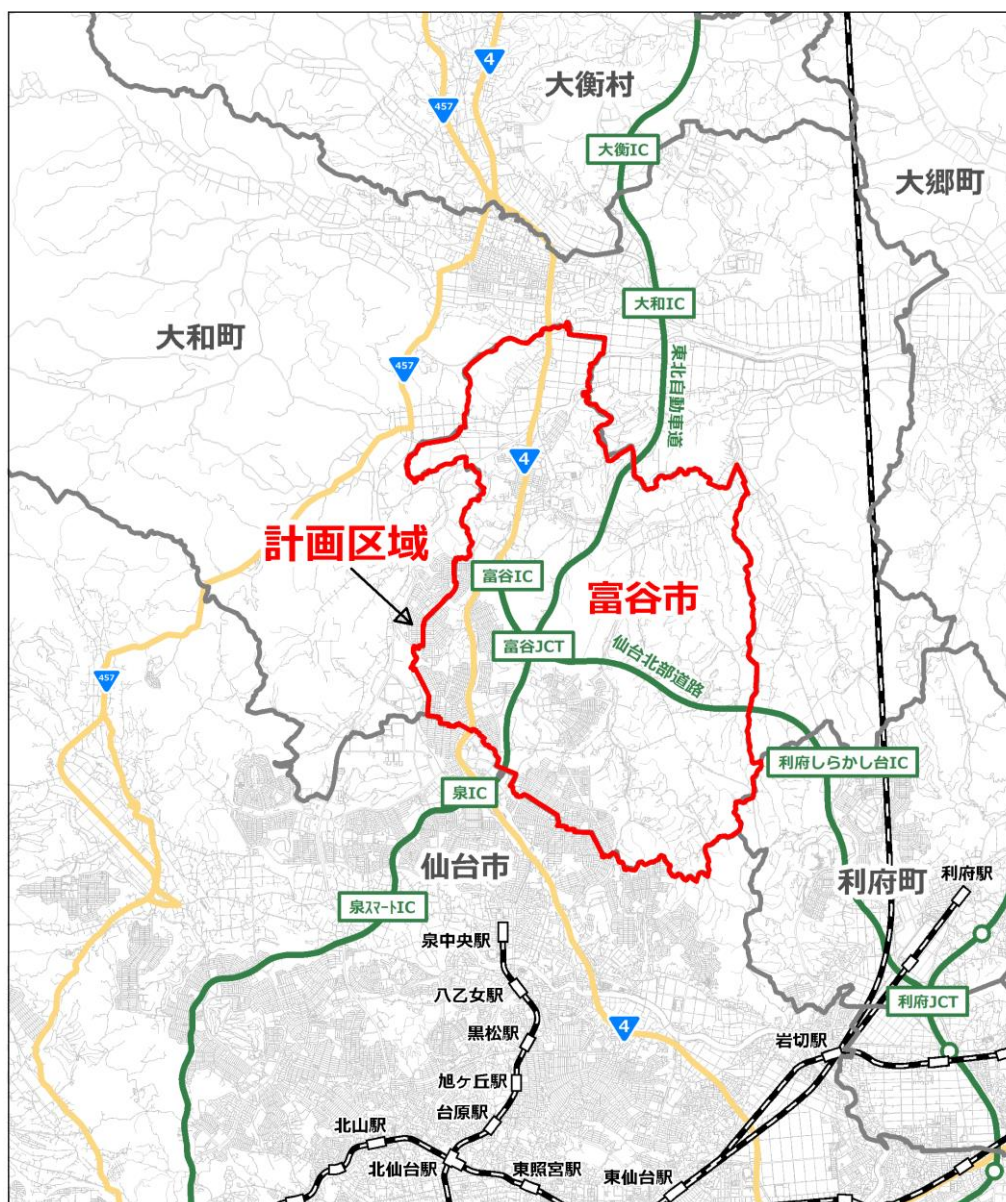 4
大衡村
457
大衡IC
大郷町
大和IC
大和町
東北自動車道
457
4
計画区域
富谷IC
富谷市
富谷JCT
仙台北部道路
457
利府しらかし台IC
泉IC
仙台市
利府町
利府駅
泉スマートIC
泉中央駅
八乙女駅
利府JCT
黒松駅
4
岩切駅
旭ヶ丘駅
台原駅
北山駅
北仙台駅
東照宮駅
東仙台駅